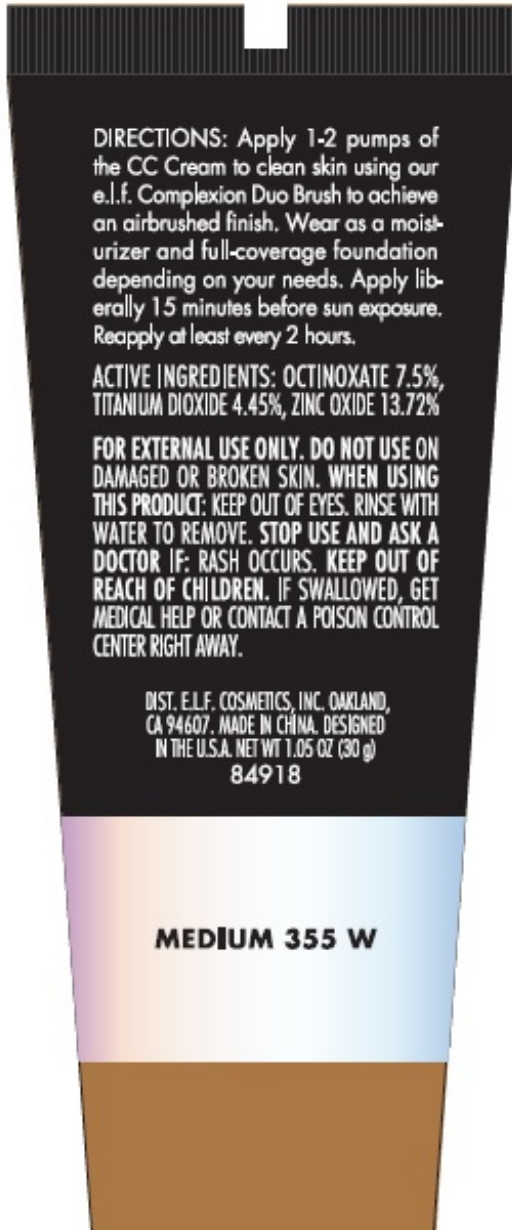 DIRECTIONS: Apply 1-2 pumps of
the CC Cream to clean skin using our
e.l.f. Complexion Duo Brush to achieve
an airbrushed finish. Wear as a moist-
urizer and full-coverage foundation
depending on your needs. Apply lib-
erally 15 minutes before sun exposure.
Reapply at least every 2 hours.
ACTIVE INGREDIENTS: OCTINOXATE 7.5%,
TITANIUM DIOXIDE 4.45%, ZINC OXIDE 13.72%
FOR EXTERNAL USE ONLY. DO NOT USE ON
DAMAGED OR BROKEN SKIN. WHEN USING
THIS PRODUCT: KEEP OUT OF EYES. RINSE WITH
WATER TO REMOVE. STOP USE AND ASK A
DOCTOR IF: RASH OCCURS. KEEP OUT OF
REACH OF CHILDREN. IF SWALLOWED, GET
MEDICAL HELP OR CONTACT A POISON CONTROL
CENTER RIGHT AWAY.
DIST. E.L.F. COSMETICS, INC. OAKLAND,
CA 94607. MADE IN CHINA. DESIGNED
IN THE U.S.A. NET WT 1.05 OZ (30 g)
84918
MEDIUM 355 W